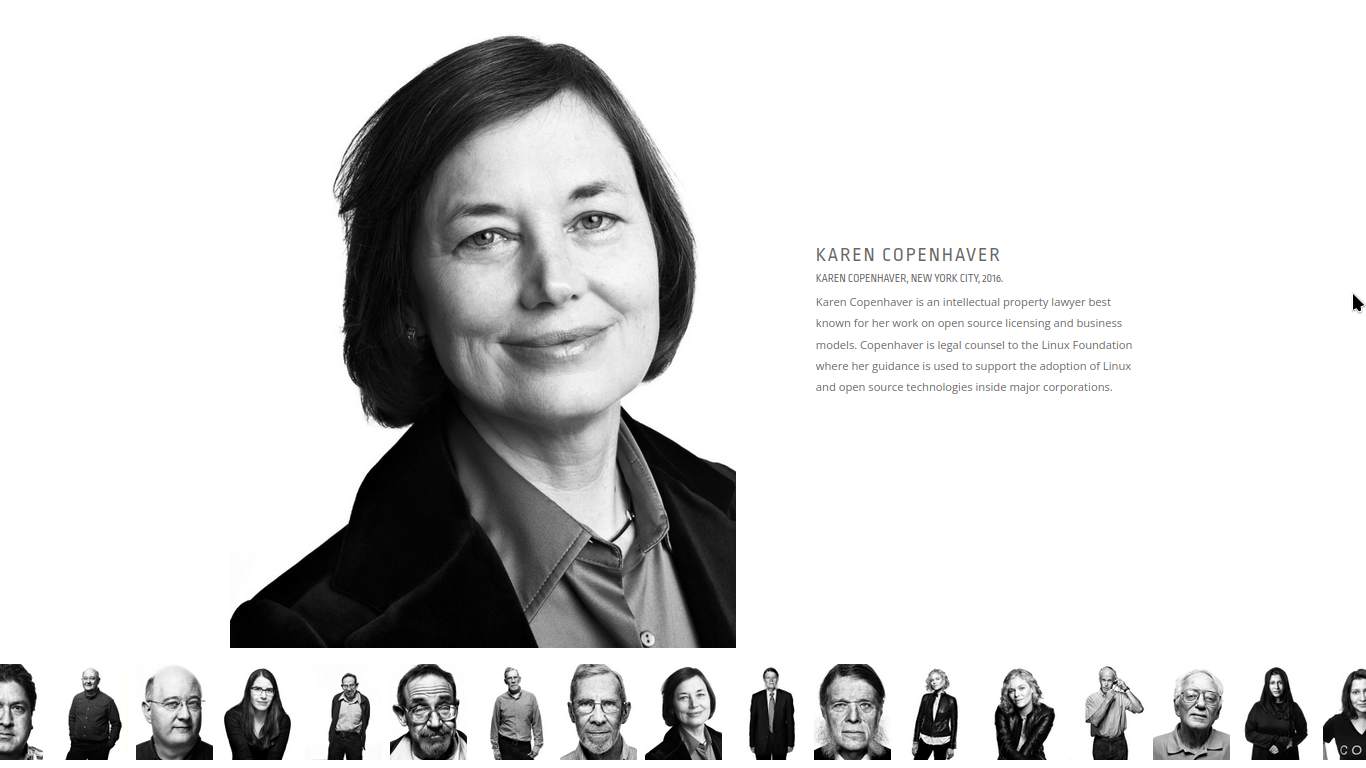 KAREN COPENHAVER
KAREN COPENHAVER, NEW YORK CITY, 2016.
Karen Copenhaver is an intellectual property lawyer best
known for her work on open source licensing and business
models. Copenhaver is legal counsel to the Linux Foundation
where her guidance is used to support the adoption of Linux
and open source technologies inside major corporations.
CO